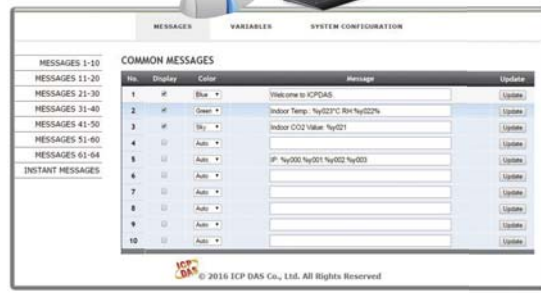 MESSAGES VARIABLES SYSTEM CONFIGURATION
MESSAGES 1-10
MESSAGES 11-20
MESSAGES 21-30
MESSAGES 31-40
MESSAGES 41-50
MESSAGES 51-60
MESSAGES 61-64
INSTANT MESSAGES
COMMON MESSAGES
No. Display Color Message Update
1 Blue Welcome to ICPDAS Update
2 Green Indoor Temp.: %y023°C RH:%y022% Update
3 Sky Indoor CO2 Value: %y021 Update
4 Auto Update
5 Auto IP: %y000.%y001.%y002.%y003 Update
6 Auto Update
7 Auto Update
8 Auto Update
9 Auto Update
10 Auto Update
ICP DAS
© 2016 ICP DAS Co., Ltd. All Rights Reserved